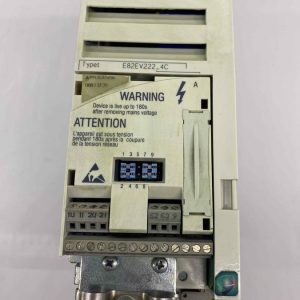 Type: E82EV222_4C
WARNING
Device is live up to 180s
after removing mains voltage
A
ATTENTION
L'appareil est sous tension
pendant 180s après la coupure
de la tension réseau
1 3 5 7 9
2 4 6 8